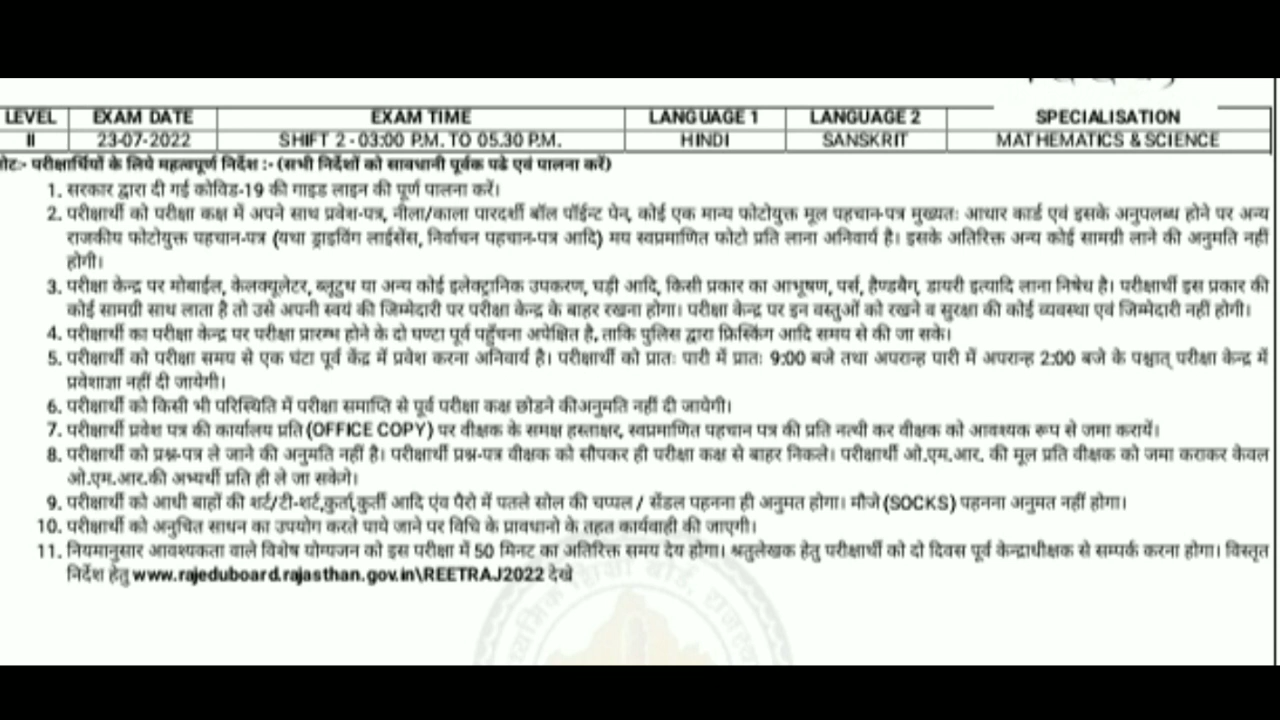 LEVEL EXAM DATE EXAM TIME LANGUAGE 1 LANGUAGE 2 SPECIALISATION
II 23-07-2022 SHIFT 2 - 03:00 P.M. TO 05.30 P.M. HINDI SANSKRIT MATHEMATICS & SCIENCE
नोट:- परीक्षार्थियों के लिये महत्वपूर्ण निर्देश :- (सभी निर्देशों को सावधानी पूर्वक पढे एवं पालना करें)
1. सरकार द्वारा दी गई कोविड-19 की गाइड लाइन की पूर्ण पालना करें।
2. परीक्षार्थी को परीक्षा कक्ष में अपने साथ प्रवेश-पत्र, नीला/काला पारदर्शी बॉल पॉईन्ट पेन, कोई एक मान्य फोटोयुक्त मूल पहचान-पत्र मुख्यतः आधार कार्ड एवं इसके अनुपलब्ध होने पर अन्य
राजकीय फोटोयुक्त पहचान-पत्र (यथा ड्राइविंग लाईसेंस, निर्वाचन पहचान-पत्र आदि) मय स्वप्रमाणित फोटो प्रति लाना अनिवार्य है। इसके अतिरिक्त अन्य कोई सामग्री लाने की अनुमति नहीं
होगी।
3. परीक्षा केन्द्र पर मोबाईल, केलक्यूलेटर, ब्लूटुथ या अन्य कोई इलेक्ट्रानिक उपकरण, घड़ी आदि, किसी प्रकार का आभूषण, पर्स, हैण्डबैग, डायरी इत्यादि लाना निषेध है। परीक्षार्थी इस प्रकार की
कोई सामग्री साथ लाता है तो उसे अपनी स्वयं की जिम्मेदारी पर परीक्षा केन्द्र के बाहर रखना होगा। परीक्षा केन्द्र पर इन वस्तुओं को रखने व सुरक्षा की कोई व्यवस्था एवं जिम्मेदारी नहीं होगी।
4. परीक्षार्थी का परीक्षा केन्द्र पर परीक्षा प्रारम्भ होने के दो घण्टा पूर्व पहुँचना अपेक्षित है, ताकि पुलिस द्वारा फ्रिस्किंग आदि समय से की जा सके।
5. परीक्षार्थी को परीक्षा समय से एक घंटा पूर्व केंद्र में प्रवेश करना अनिवार्य है। परीक्षार्थी को प्रातः पारी में प्रातः 9:00 बजे तथा अपरान्ह पारी में अपरान्ह 2:00 बजे के पश्चात् परीक्षा केन्द्र में
प्रवेशाज्ञा नहीं दी जायेगी।
6. परीक्षार्थी को किसी भी परिस्थिति में परीक्षा समाप्ति से पूर्व परीक्षा कक्ष छोडने कीअनुमति नहीं दी जायेगी।
7. परीक्षार्थी प्रवेश पत्र की कार्यालय प्रति (OFFICE COPY) पर वीक्षक के समक्ष हस्ताक्षर, स्वप्रमाणित पहचान पत्र की प्रति नत्थी कर वीक्षक को आवश्यक रूप से जमा करायें।
8. परीक्षार्थी को प्रश्न-पत्र ले जाने की अनुमति नहीं है। परीक्षार्थी प्रश्न-पत्र वीक्षक को सौपकर ही परीक्षा कक्ष से बाहर निकले। परीक्षार्थी ओ.एम.आर. की मूल प्रति वीक्षक को जमा कराकर केवल
ओ.एम.आर.की अभ्यर्थी प्रति ही ले जा सकेगे।
9. परीक्षार्थी को आधी बाहों की शर्ट/टी-शर्ट,कुर्ता,कुर्ती आदि एंव पैरो में पतले सोल की चप्पल / सेंडल पहनना ही अनुमत होगा। मौजे (SOCKS) पहनना अनुमत नहीं होगा।
10. परीक्षार्थी को अनुचित साधन का उपयोग करते पाये जाने पर विधि के प्रावधानो के तहत कार्यवाही की जाएगी।
11. नियमानुसार आवश्यकता वाले विशेष योग्यजन को इस परीक्षा में 50 मिनट का अतिरिक्त समय देय होगा। श्रतुलेखक हेतु परीक्षार्थी को दो दिवस पूर्व केन्द्राधीक्षक से सम्पर्क करना होगा। विस्तृत
निर्देश हेतु www.rajeduboard.rajasthan.gov.in\REETRAJ2022 देखे